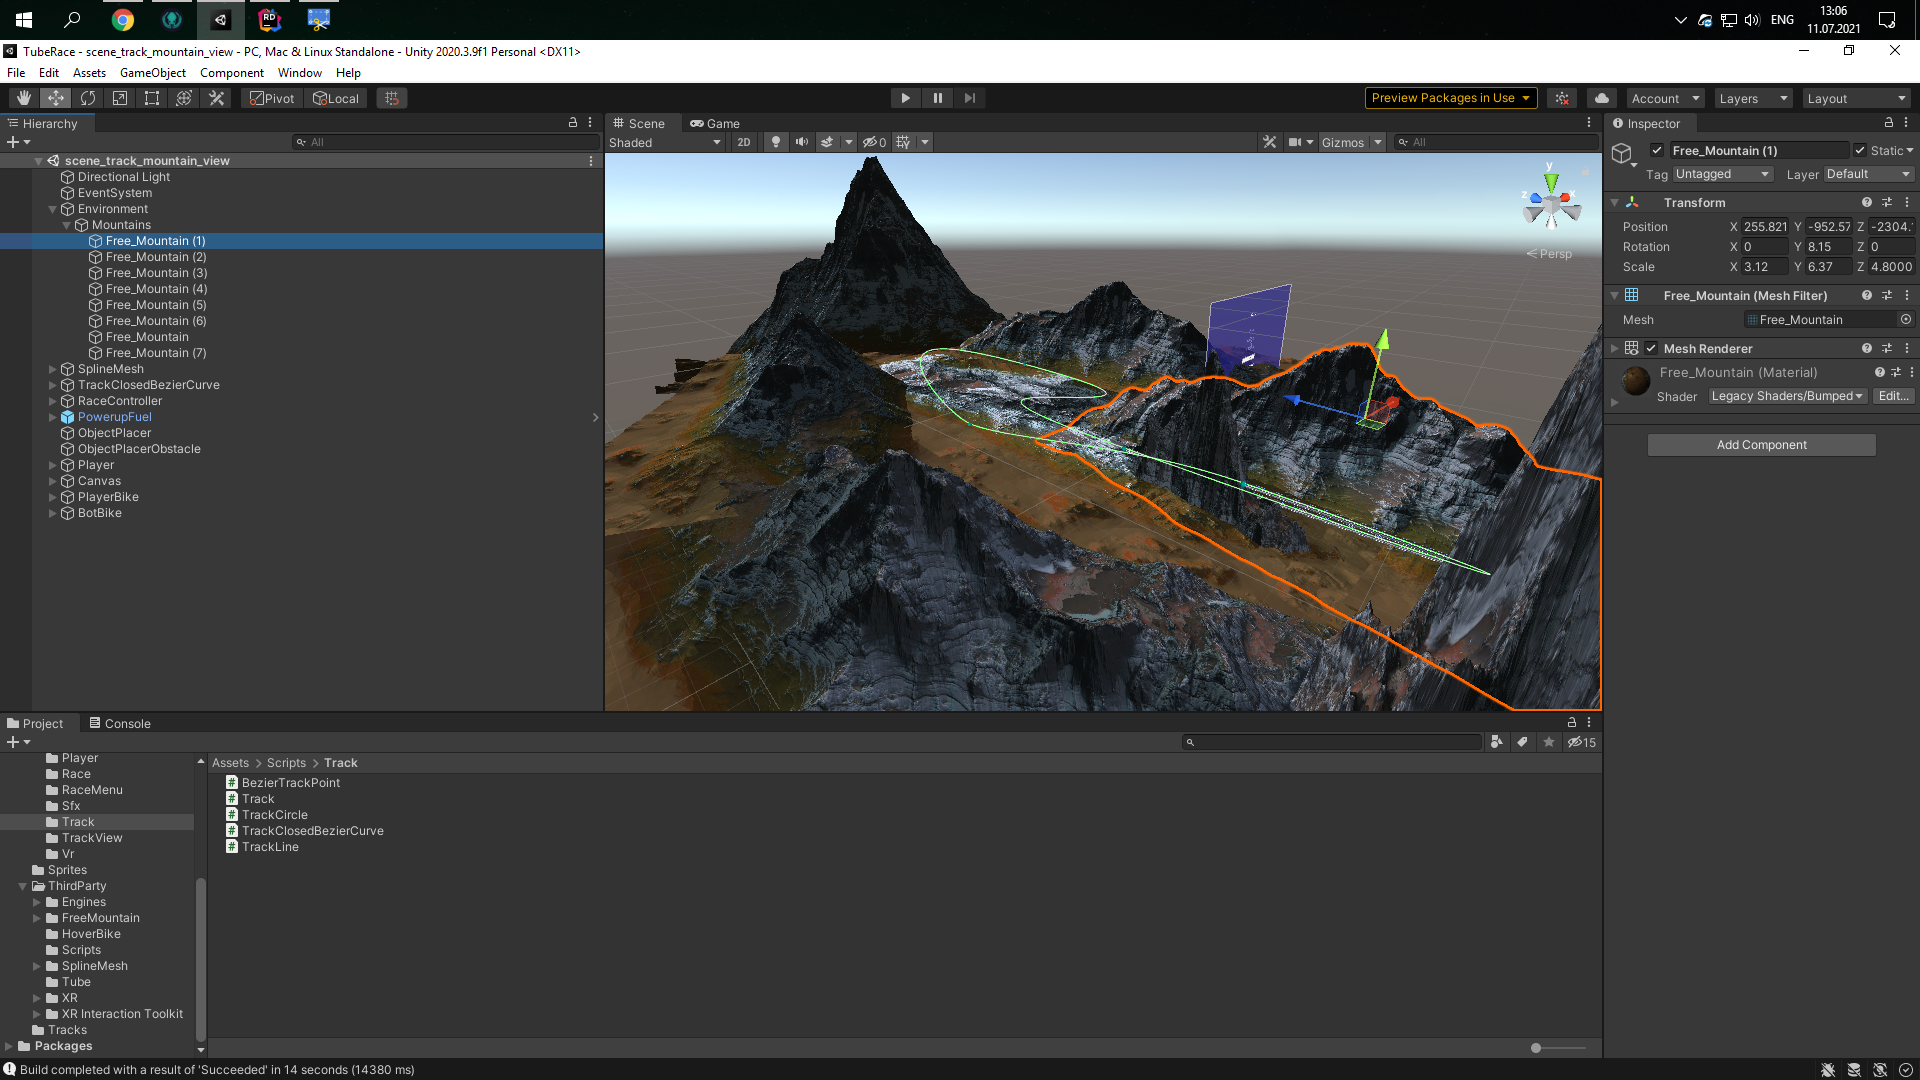 ENG
13:06
11.07.2021
TubeRace - scene_track_mountain_view - PC, Mac & Linux Standalone - Unity 2020.3.9f1 Personal <DX11>
File Edit Assets GameObject Component Window Help
Pivot Local Preview Packages in Use Account Layers Layout
Hierarchy
All
scene_track_mountain_view
Directional Light
EventSystem
Environment
Mountains
Free_Mountain (1)
Free_Mountain (2)
Free_Mountain (3)
Free_Mountain (4)
Free_Mountain (5)
Free_Mountain (6)
Free_Mountain
Free_Mountain (7)
SplineMesh
TrackClosedBezierCurve
RaceController
PowerupFuel
ObjectPlacer
ObjectPlacerObstacle
Player
Canvas
PlayerBike
BotBike
Scene Game
Shaded 2D 0 Gizmos All
y
z x
Persp
Inspector
Free_Mountain (1) Static
Tag Untagged Layer Default
Transform
Position X 255.821 Y -952.57 Z -2304.
Rotation X 0 Y 8.15 Z 0
Scale X 3.12 Y 6.37 Z 4.8000
Free_Mountain (Mesh Filter)
Mesh Free_Mountain
Mesh Renderer
Free_Mountain (Material)
Shader Legacy Shaders/Bumped Edit...
Add Component
Project Console
15
Player
Race
RaceMenu
Sfx
Track
TrackView
Vr
Sprites
ThirdParty
Engines
FreeMountain
HoverBike
Scripts
SplineMesh
Tube
XR
XR Interaction Toolkit
Tracks
Packages
Assets > Scripts > Track
BezierTrackPoint
Track
TrackCircle
TrackClosedBezierCurve
TrackLine
Build completed with a result of 'Succeeded' in 14 seconds (14380 ms)